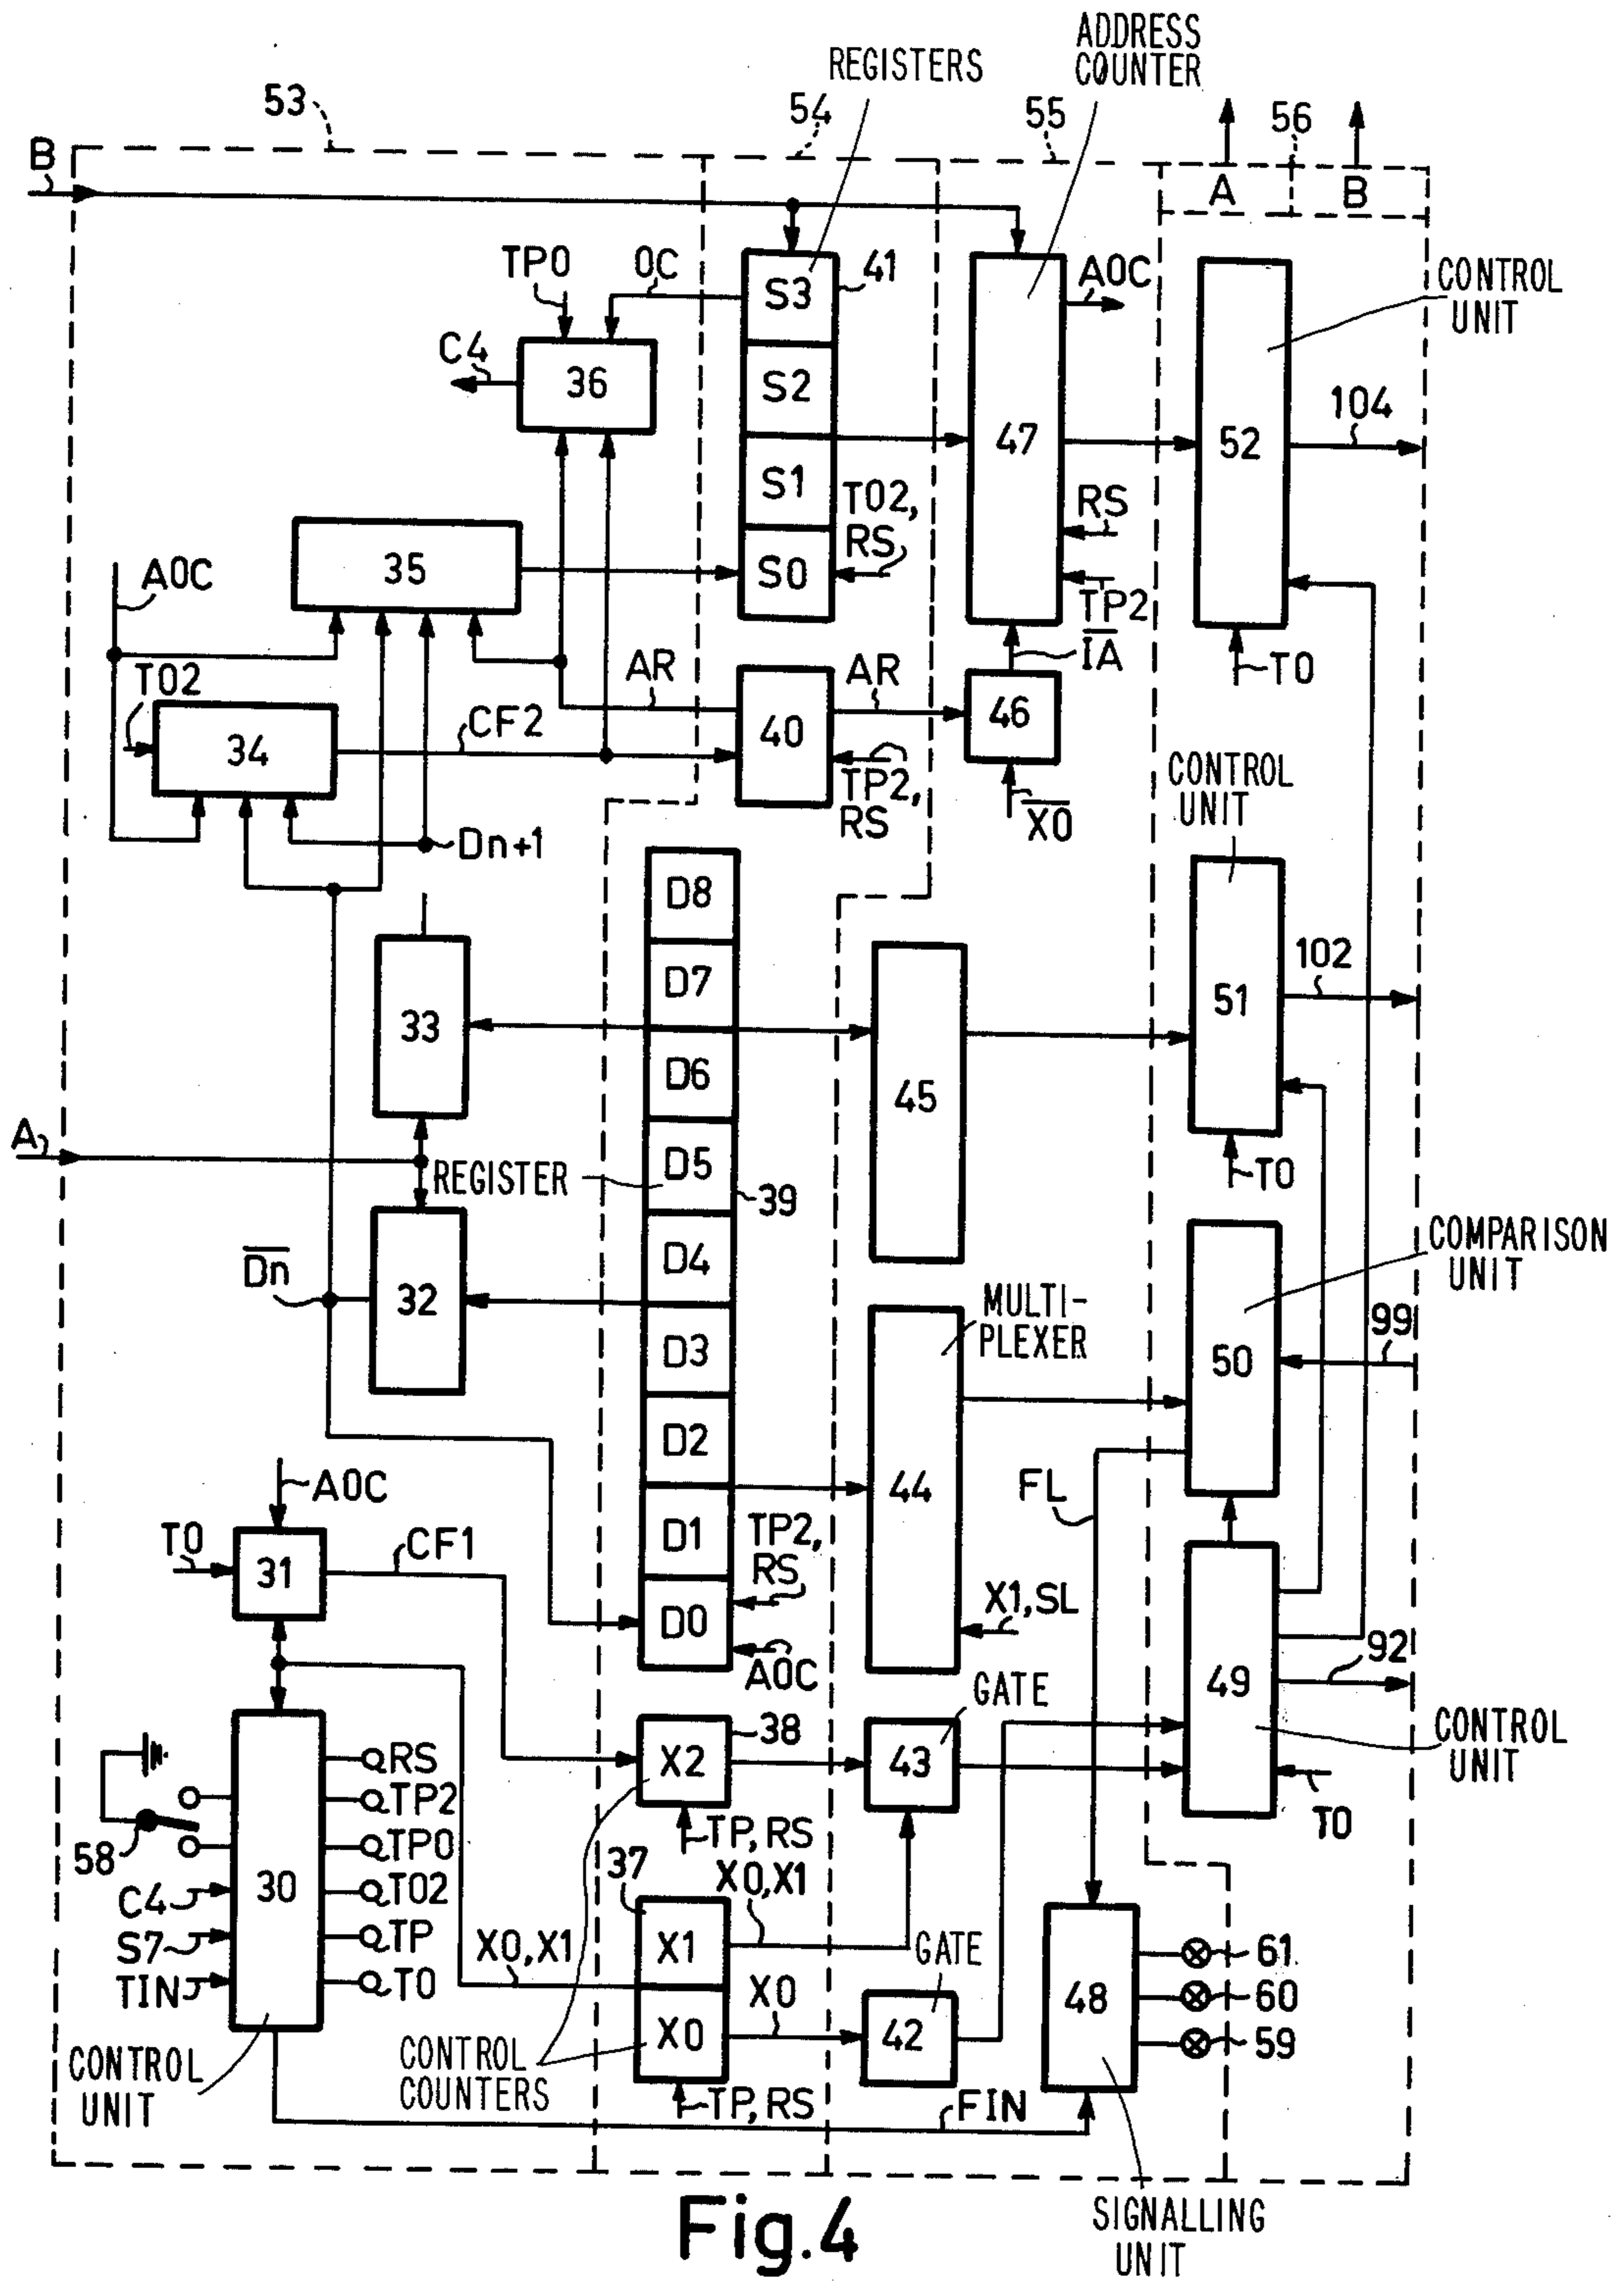 ADDRESS
COUNTER
REGISTERS
53
54
55
56
B
A
B
TP0
0C
S3
41
A0C
CONTROL
UNIT
C4
36
S2
47
52
104
S1
T02,
RS
RS
A0C
35
S0
TP2
IA
T0
T02
AR
AR
34
CF2
40
46
CONTROL
UNIT
TP2,
RS
X0
Dn+1
D8
D7
51
102
33
D6
45
A
REGISTER
D5
39
T0
Dn
32
D4
COMPARISON
UNIT
MULTI-
PLEXER
D3
50
99
D2
44
FL
A0C
T0
31
CF1
D1
TP2,
RS
X1,SL
D0
A0C
49
92
GATE
38
X2
43
CONTROL
UNIT
RS
TP2
58
TP0
TP,RS
T0
30
T02
37
X0,X1
C4
S7
TP
X0,X1
X1
GATE
61
TIN
T0
X0
48
60
CONTROL
UNIT
CONTROL
COUNTERS
X0
42
59
TP,RS
FIN
SIGNALLING
UNIT
Fig.4